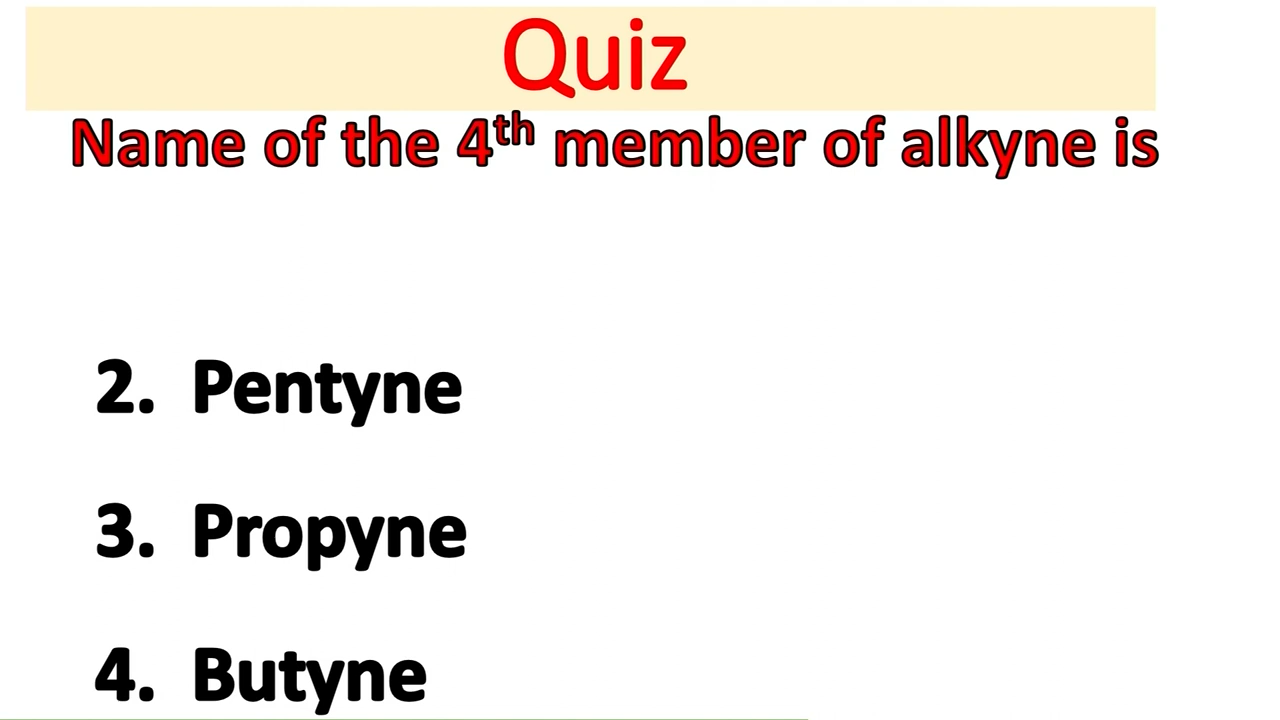 Quiz
Name of the 4th member of alkyne is
2. Pentyne
3. Propyne
4. Butyne